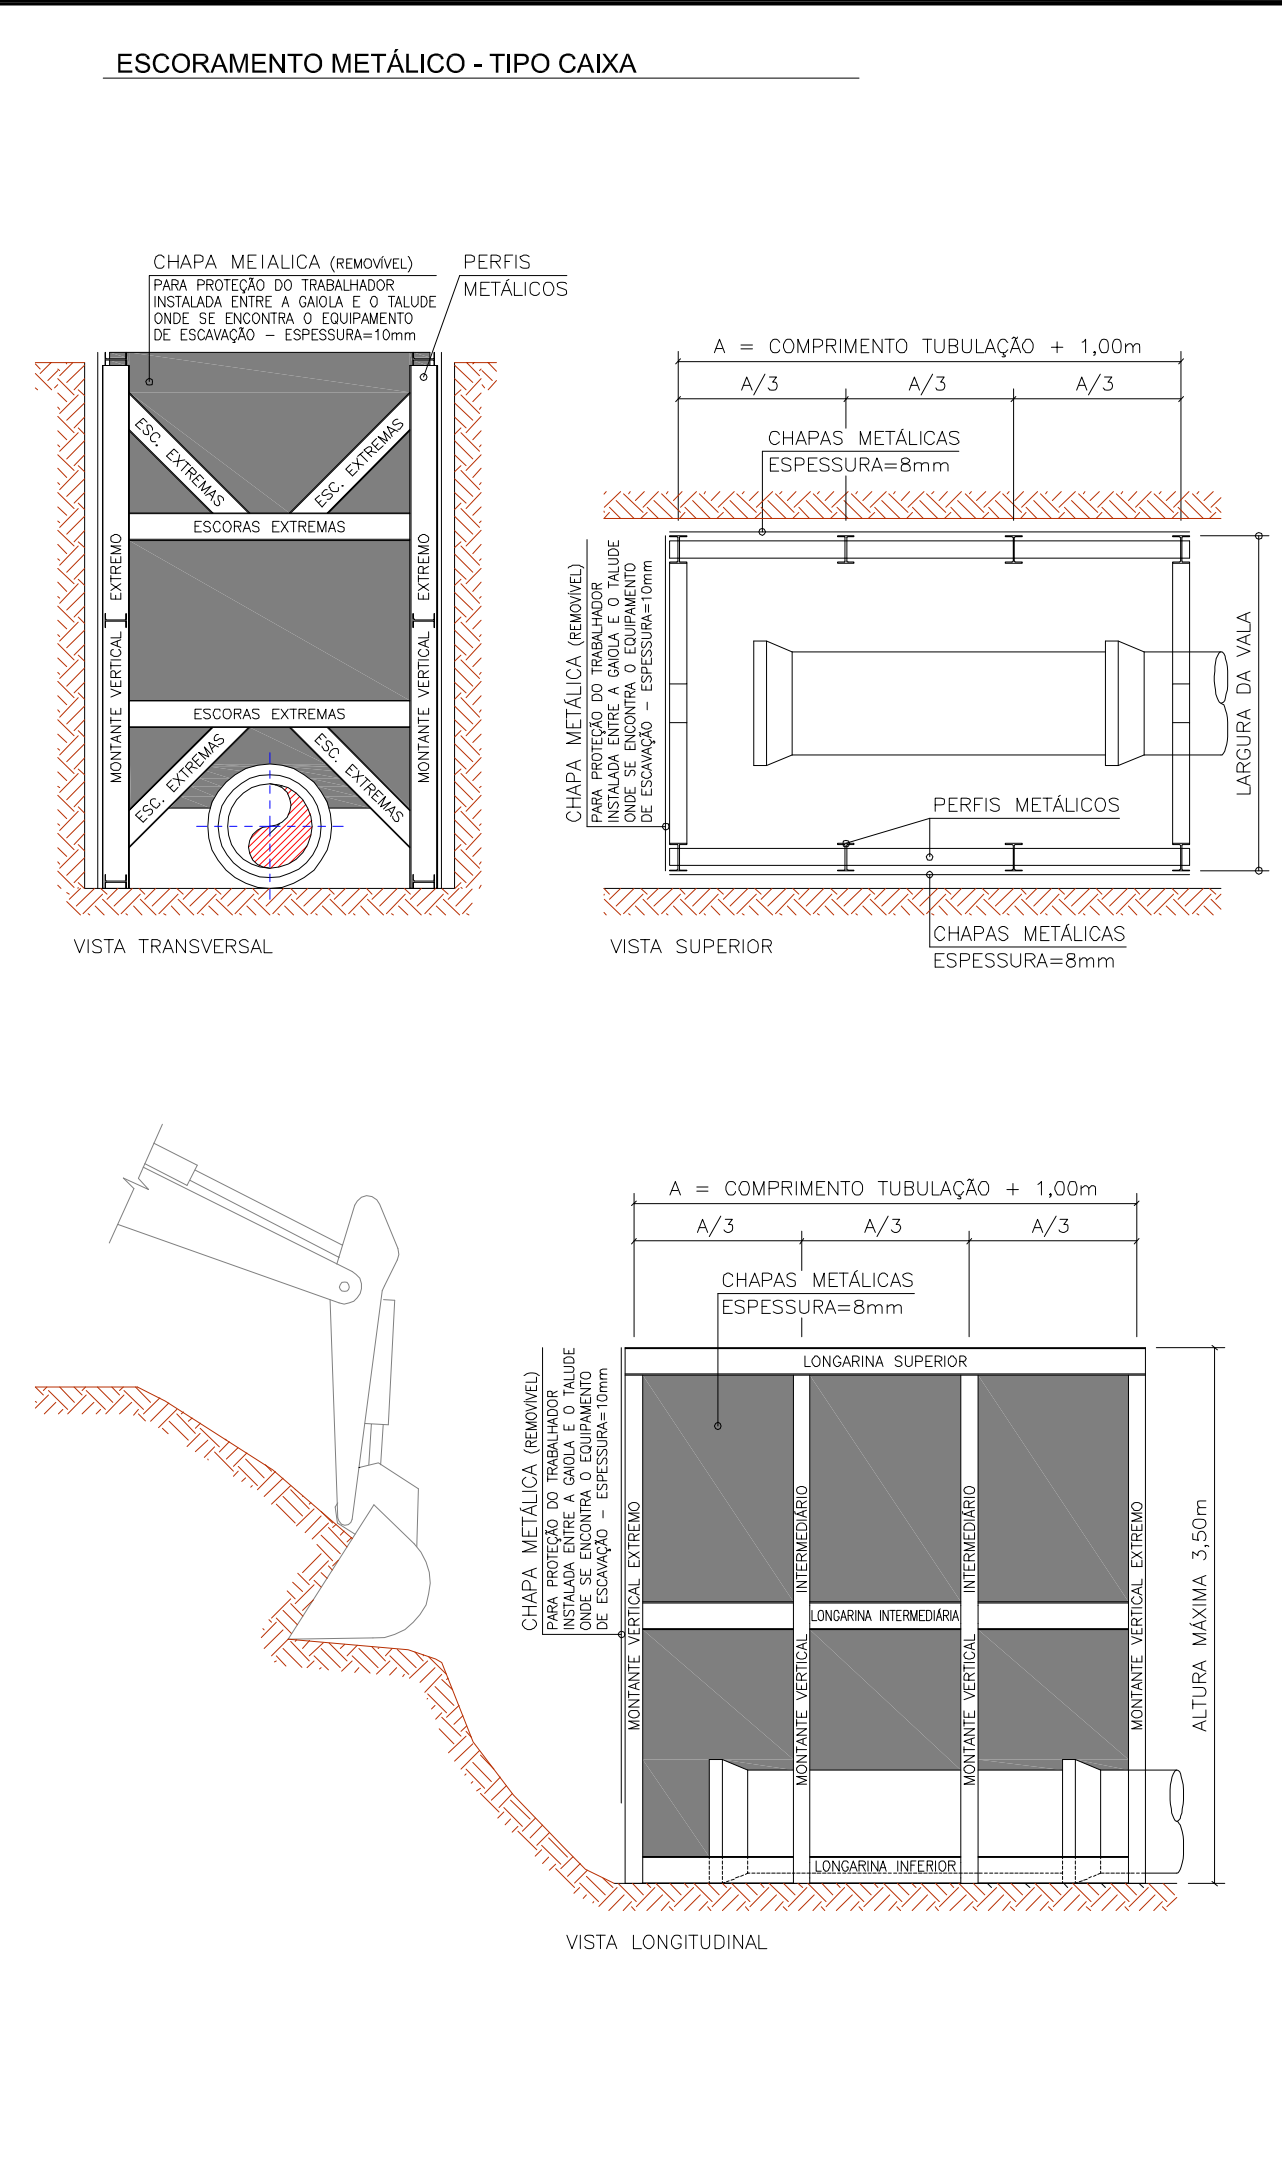 ESCORAMENTO METÁLICO - TIPO CAIXA
CHAPA MEIALICA (REMOVÍVEL)
PARA PROTEÇÃO DO TRABALHADOR
INSTALADA ENTRE A GAIOLA E O TALUDE
ONDE SE ENCONTRA O EQUIPAMENTO
DE ESCAVAÇÃO – ESPESSURA=10mm
PERFIS
METÁLICOS
ESC. EXTREMAS
ESC. EXTREMAS
ESCORAS EXTREMAS
MONTANTE VERTICAL EXTREMO
MONTANTE VERTICAL EXTREMO
ESCORAS EXTREMAS
ESC. EXTREMAS
ESC. EXTREMAS
VISTA TRANSVERSAL
A = COMPRIMENTO TUBULAÇÃO + 1,00m
A/3
A/3
A/3
CHAPAS METÁLICAS
ESPESSURA=8mm
CHAPA METÁLICA (REMOVÍVEL)
PARA PROTEÇÃO DO TRABALHADOR
INSTALADA ENTRE A GAIOLA E O TALUDE
ONDE SE ENCONTRA O EQUIPAMENTO
DE ESCAVAÇÃO – ESPESSURA=10mm
LARGURA DA VALA
PERFIS METÁLICOS
CHAPAS METÁLICAS
ESPESSURA=8mm
VISTA SUPERIOR
A = COMPRIMENTO TUBULAÇÃO + 1,00m
A/3
A/3
A/3
CHAPAS METÁLICAS
ESPESSURA=8mm
CHAPA METÁLICA (REMOVÍVEL)
PARA PROTEÇÃO DO TRABALHADOR
INSTALADA ENTRE A GAIOLA E O TALUDE
ONDE SE ENCONTRA O EQUIPAMENTO
DE ESCAVAÇÃO – ESPESSURA=10mm
LONGARINA SUPERIOR
MONTANTE VERTICAL EXTREMO
MONTANTE VERTICAL INTERMEDIÁRIO
MONTANTE VERTICAL INTERMEDIÁRIO
MONTANTE VERTICAL EXTREMO
LONGARINA INTERMEDIÁRIA
LONGARINA INFERIOR
ALTURA MÁXIMA 3,50m
VISTA LONGITUDINAL